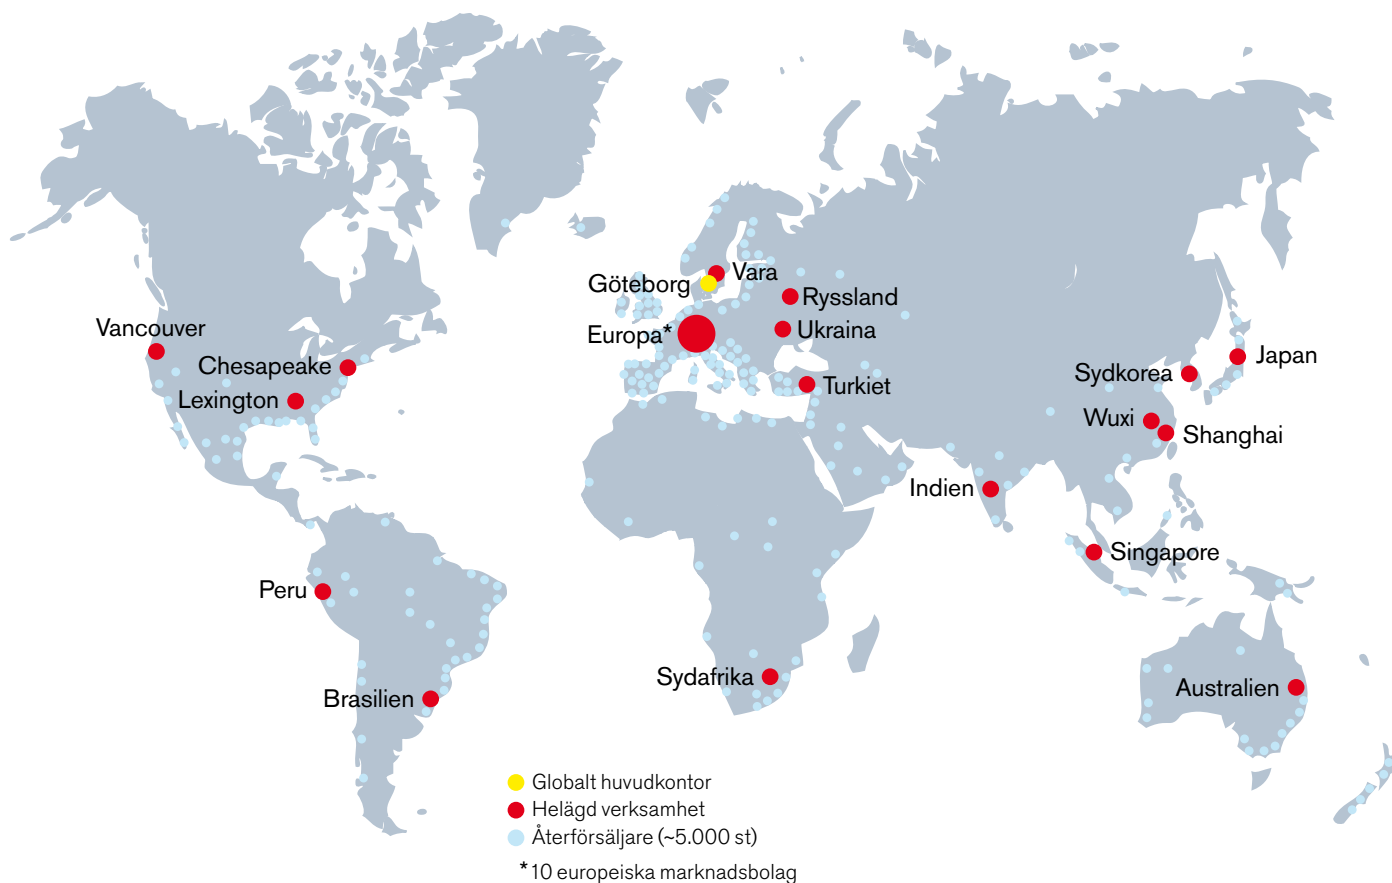 Vara
Göteborg
Ryssland
Vancouver
Europa*
Ukraina
Chesapeake
Japan
Sydkorea
Lexington
Turkiet
Wuxi
Shanghai
Indien
Singapore
Peru
Sydafrika
Australien
Brasilien
Globalt huvudkontor
Helägd verksamhet
Återförsäljare (~5.000 st)
*10 europeiska marknadsbolag